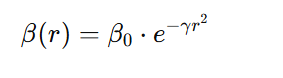 β(r) = β₀ · e^{-γr²}